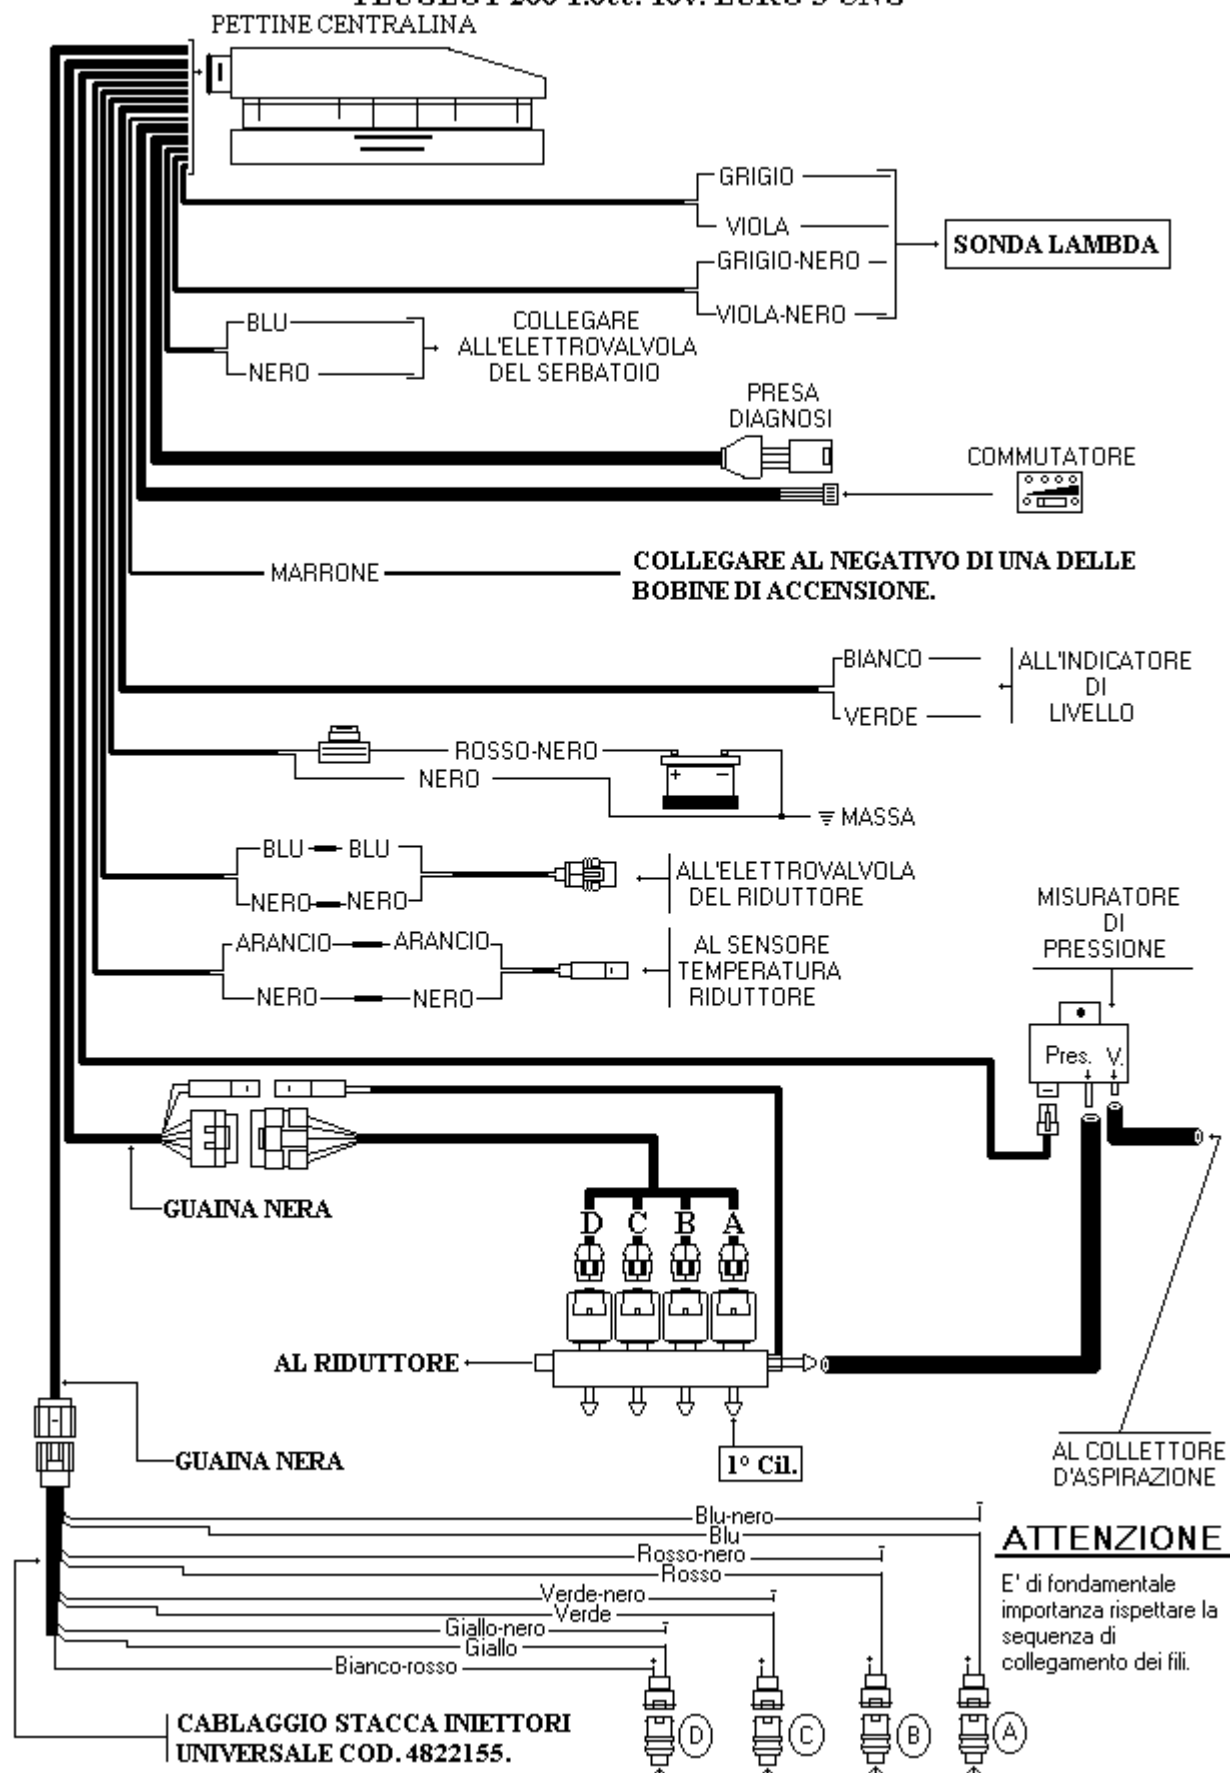 PETTINE CENTRALINA
GRIGIO
VIOLA
GRIGIO-NERO
VIOLA-NERO
SONDA LAMBDA
BLU
NERO
COLLEGARE
ALL'ELETTROVALVOLA
DEL SERBATOIO
PRESA
DIAGNOSI
COMMUTATORE
MARRONE
COLLEGARE AL NEGATIVO DI UNA DELLE
BOBINE DI ACCENSIONE.
BIANCO
VERDE
ALL'INDICATORE
DI
LIVELLO
ROSSO-NERO
NERO
+ −
MASSA
BLU BLU
NERO NERO
ALL'ELETTROVALVOLA
DEL RIDUTTORE
ARANCIO ARANCIO
NERO NERO
AL SENSORE
TEMPERATURA
RIDUTTORE
MISURATORE
DI
PRESSIONE
Pres. V.
GUAINA NERA
D C B A
AL RIDUTTORE
1° Cil.
GUAINA NERA
AL COLLETTORE
D'ASPIRAZIONE
Blu-nero
Blu
Rosso-nero
Rosso
Verde-nero
Verde
Giallo-nero
Giallo
Bianco-rosso
ATTENZIONE
E' di fondamentale
importanza rispettare la
sequenza di
collegamento dei fili.
CABLAGGIO STACCA INIETTORI
UNIVERSALE COD. 4822155.
D C B A